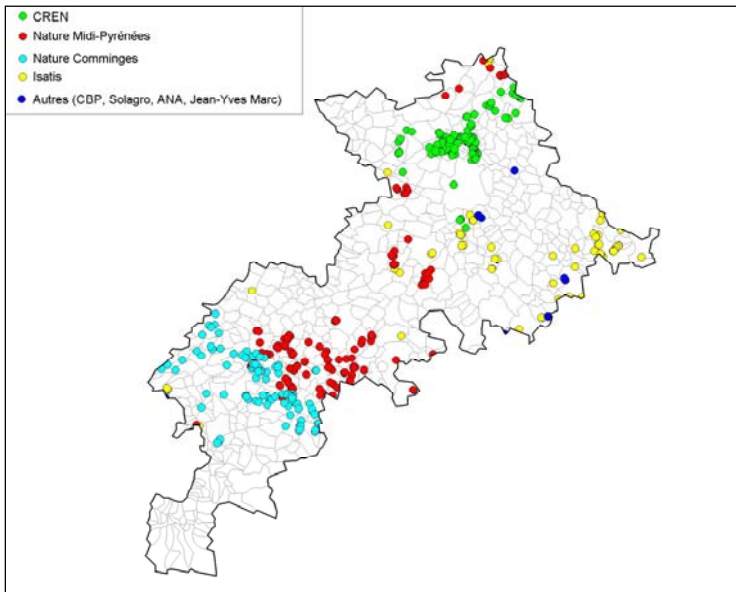 CREN
Nature Midi-Pyrénées
Nature Comminges
Isatis
Autres (CBP, Solagro, ANA, Jean-Yves Marc)